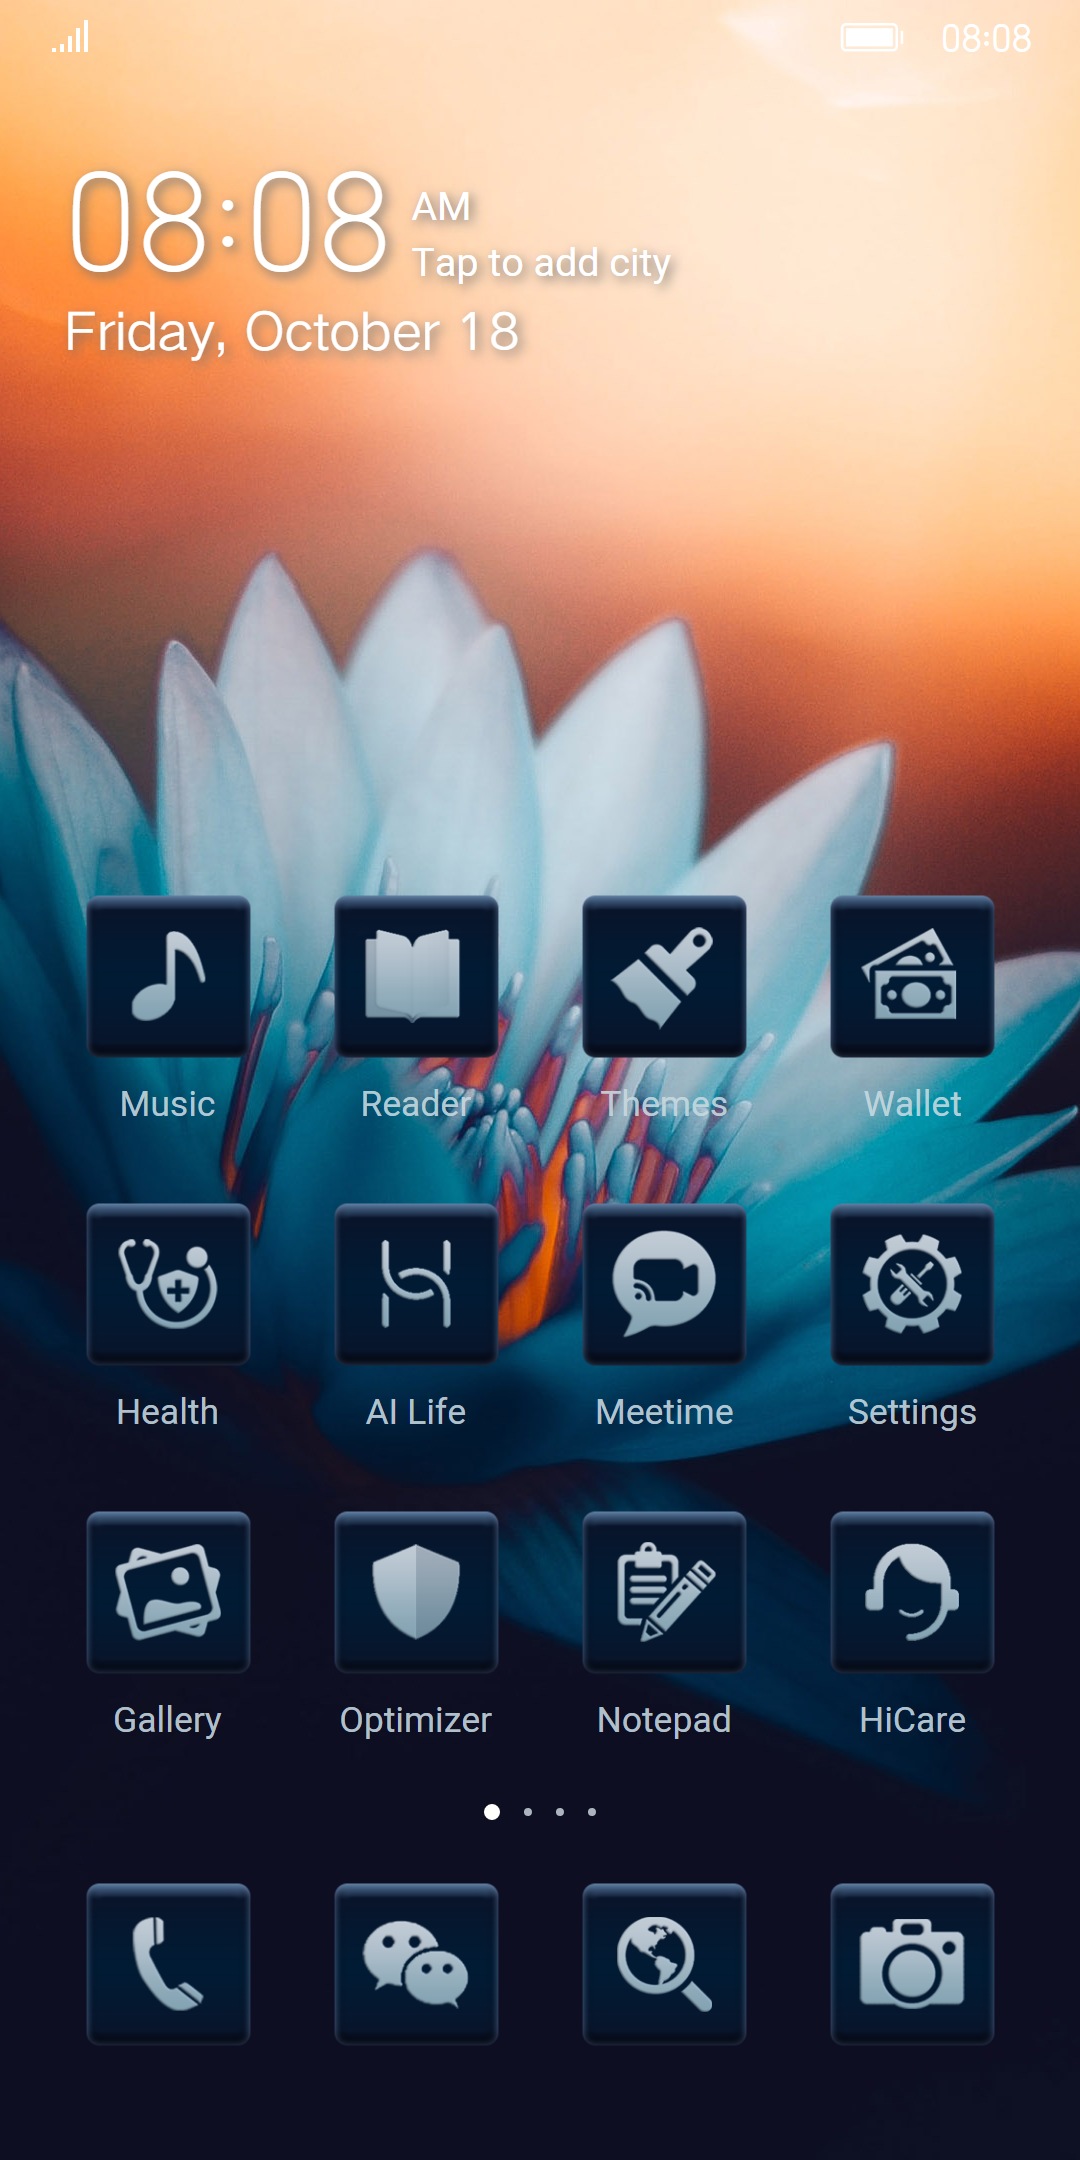 08:08
08:08 AM
Tap to add city
Friday, October 18
Music Reader Themes Wallet
Health AI Life Meetime Settings
Gallery Optimizer Notepad HiCare